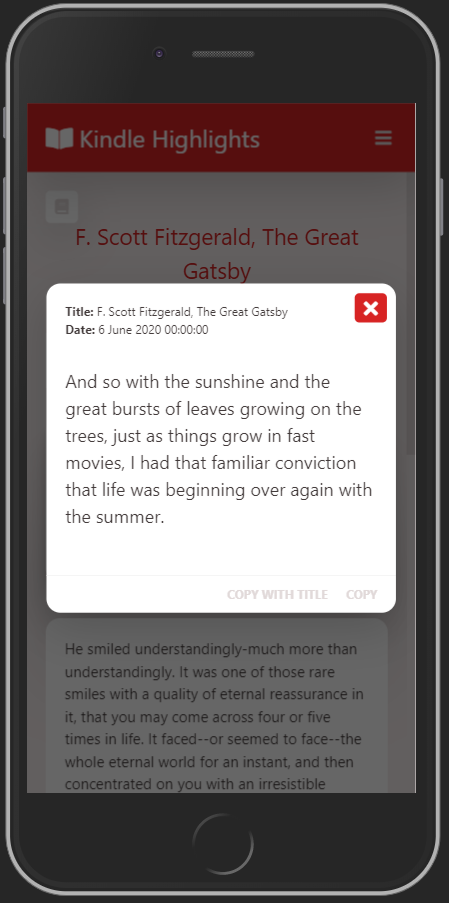 Kindle Highlights
F. Scott Fitzgerald, The Great
Gatsby
Title: F. Scott Fitzgerald, The Great Gatsby
Date: 6 June 2020 00:00:00
And so with the sunshine and the
great bursts of leaves growing on the
trees, just as things grow in fast
movies, I had that familiar conviction
that life was beginning over again with
the summer.
COPY WITH TITLE COPY
He smiled understandingly-much more than
understandingly. It was one of those rare
smiles with a quality of eternal reassurance in
it, that you may come across four or five
times in life. It faced--or seemed to face--the
whole eternal world for an instant, and then
concentrated on you with an irresistible